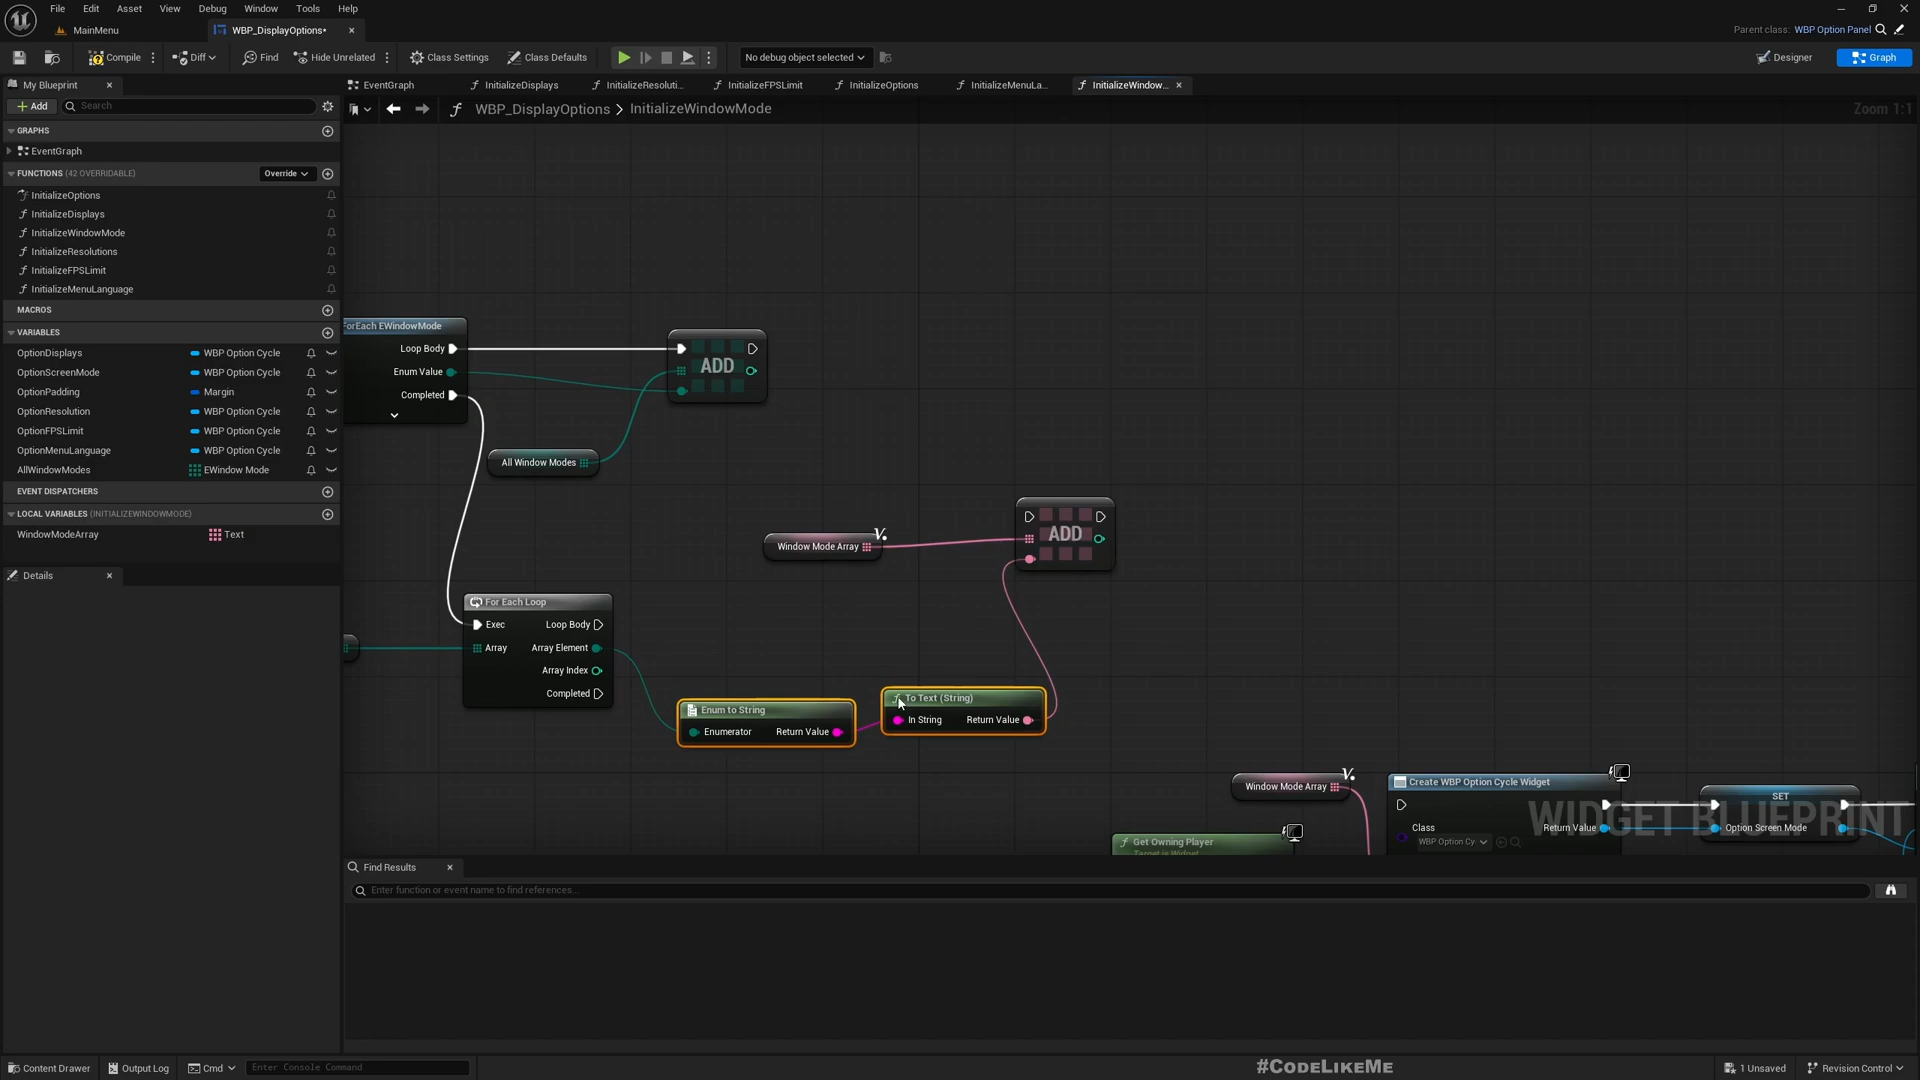 File Edit Asset View Debug Window Tools Help
MainMenu
WBP_DisplayOptions*
Parent class: WBP Option Panel
Compile
Diff
Find
Hide Unrelated
Class Settings
Class Defaults
No debug object selected
Designer
Graph
My Blueprint
Add
Search
GRAPHS
EventGraph
FUNCTIONS (42 OVERRIDABLE)
Override
InitializeOptions
InitializeDisplays
InitializeWindowMode
InitializeResolutions
InitializeFPSLimit
InitializeMenuLanguage
MACROS
VARIABLES
OptionDisplays WBP Option Cycle
OptionScreenMode WBP Option Cycle
OptionPadding Margin
OptionResolution WBP Option Cycle
OptionFPSLimit WBP Option Cycle
OptionMenuLanguage WBP Option Cycle
AllWindowModes EWindow Mode
EVENT DISPATCHERS
LOCAL VARIABLES (INITIALIZEWINDOWMODE)
WindowModeArray Text
Details
EventGraph
InitializeDisplays
InitializeResoluti...
InitializeFPSLimit
InitializeOptions
InitializeMenuLa...
InitializeWindow...
WBP_DisplayOptions > InitializeWindowMode
Zoom 1:1
ForEach EWindowMode
Loop Body
Enum Value
Completed
ADD
All Window Modes
Window Mode Array
ADD
For Each Loop
Exec Loop Body
Array Array Element
Array Index
Completed
Enum to String
Enumerator Return Value
To Text (String)
In String Return Value
Window Mode Array
Create WBP Option Cycle Widget
Class Return Value
WBP Option Cy
SET
Option Screen Mode
Get Owning Player
Target is Widget
WIDGET BLUEPRINT
Find Results
Enter function or event name to find references...
Content Drawer
Output Log
Cmd
Enter Console Command
#CODELIKEME
1 Unsaved
Revision Control